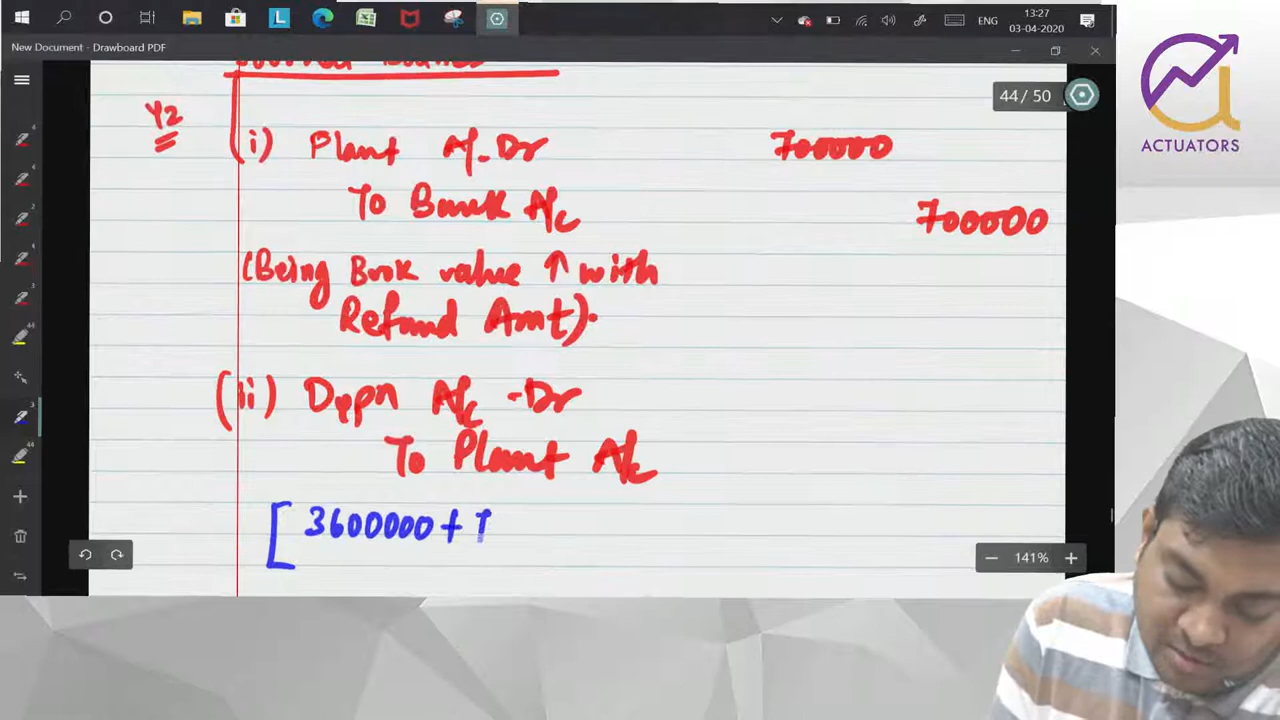 13:27
ENG
03-04-2020
New Document - Drawboard PDF
44 / 50
ACTUATORS
Y2
(i) Plant A/c Dr 700000
To Bank A/c 700000
(Being Book value ↑ with
Refund Amt).
(ii) Depn A/c - Dr
To Plant A/c
[ 3600000 +
141%